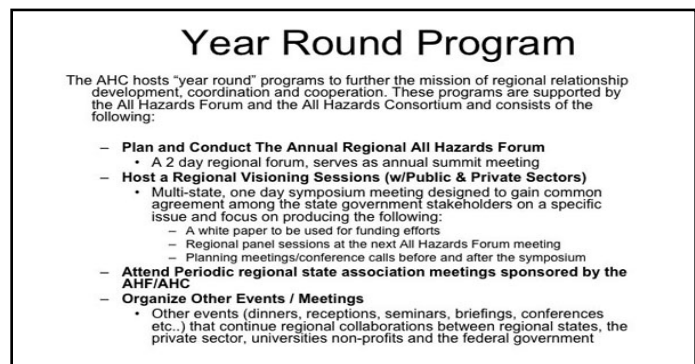 Year Round Program
The AHC hosts “year round” programs to further the mission of regional relationship
development, coordination and cooperation. These programs are supported by
the All Hazards Forum and the All Hazards Consortium and consists of the
following:
– Plan and Conduct The Annual Regional All Hazards Forum
• A 2 day regional forum, serves as annual summit meeting
– Host a Regional Visioning Sessions (w/Public & Private Sectors)
• Multi-state, one day symposium meeting designed to gain common
agreement among the state government stakeholders on a specific
issue and focus on producing the following:
– A white paper to be used for funding efforts
– Regional panel sessions at the next All Hazards Forum meeting
– Planning meetings/conference calls before and after the symposium
– Attend Periodic regional state association meetings sponsored by the
AHF/AHC
– Organize Other Events / Meetings
• Other events (dinners, receptions, seminars, briefings, conferences
etc..) that continue regional collaborations between regional states, the
private sector, universities non-profits and the federal government